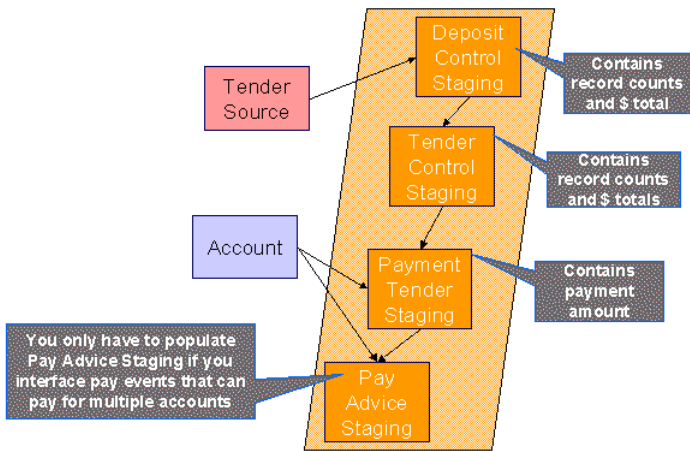 Deposit
Control
Staging
Contains
record counts
and $ total
Tender
Source
Tender
Control
Staging
Contains
record counts
and $ totals
Account
Payment
Tender
Staging
Contains
payment
amount
You only have to populate
Pay Advice Staging if you
interface pay events that can
pay for multiple accounts
Pay
Advice
Staging